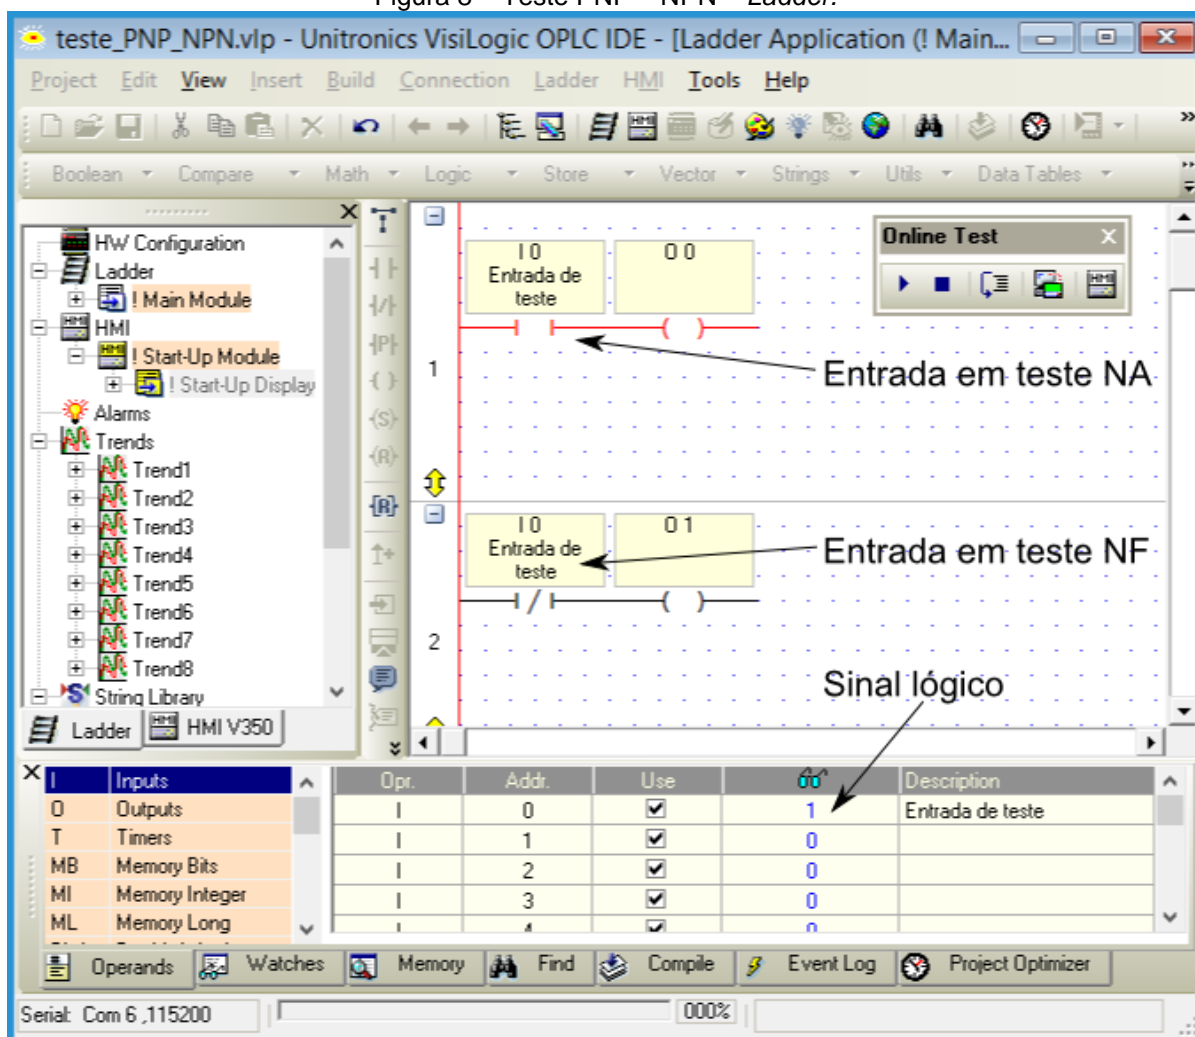 teste_PNP_NPN.vlp - Unitronics VisiLogic OPLC IDE - [Ladder Application (! Main...
Project Edit View Insert Build Connection Ladder HMI Tools Help
Boolean Compare Math Logic Store Vector Strings Utils Data Tables
HW Configuration
Ladder
! Main Module
HMI
! Start-Up Module
! Start-Up Display
Alarms
Trends
Trend1
Trend2
Trend3
Trend4
Trend5
Trend6
Trend7
Trend8
String Library
Ladder HMI V350
Online Test
1
I 0
Entrada de
teste
O 0
Entrada em teste NA
2
I 0
Entrada de
teste
O 1
Entrada em teste NF
Sinal lógico
I Inputs
O Outputs
T Timers
MB Memory Bits
MI Memory Integer
ML Memory Long
Opr. Addr. Use Description
I 0 1 Entrada de teste
I 1 0
I 2 0
I 3 0
I 4 0
Operands Watches Memory Find Compile Event Log Project Optimizer
Serial: Com 6 ,115200 000%